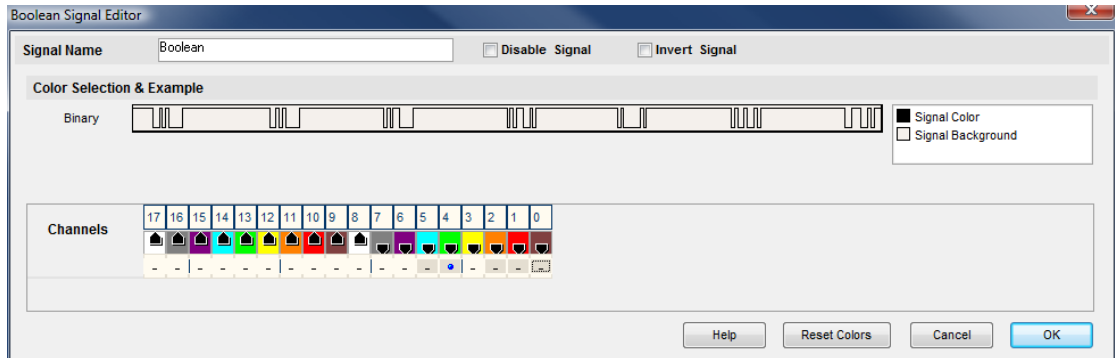 Boolean Signal Editor
Signal Name Boolean Disable Signal Invert Signal
Color Selection & Example
Binary
Signal Color
Signal Background
Channels
17 16 15 14 13 12 11 10 9 8 7 6 5 4 3 2 1 0
- - - - - - - - - - - - - - - - -
Help Reset Colors Cancel OK